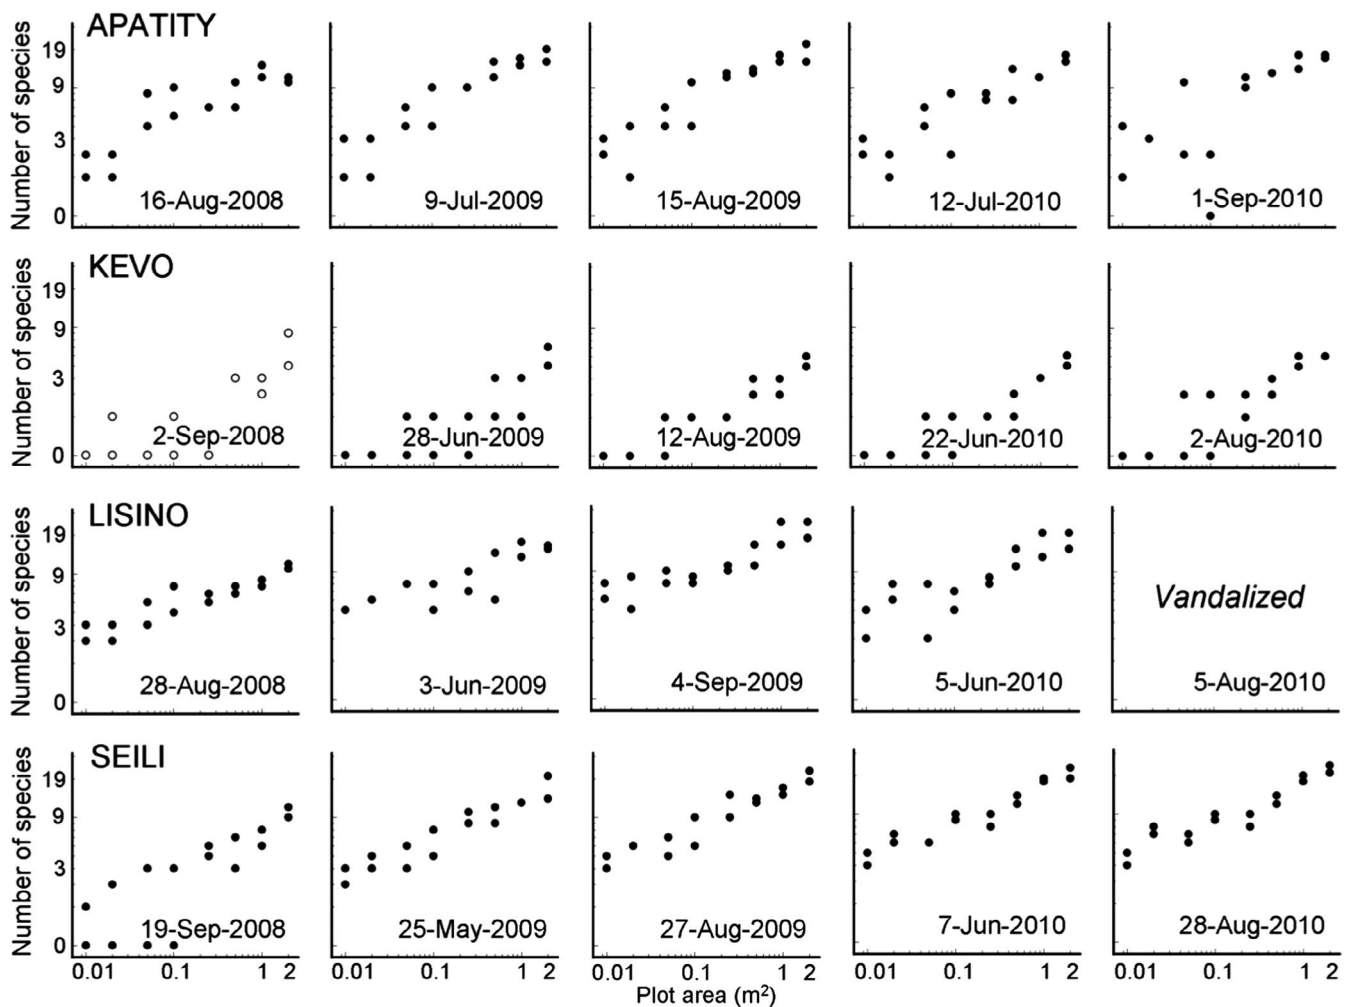 APATITY
Number of species
19
9
3
0
16-Aug-2008
9-Jul-2009
15-Aug-2009
12-Jul-2010
1-Sep-2010
KEVO
Number of species
19
9
3
0
2-Sep-2008
28-Jun-2009
12-Aug-2009
22-Jun-2010
2-Aug-2010
LISINO
Number of species
19
9
3
0
28-Aug-2008
3-Jun-2009
4-Sep-2009
5-Jun-2010
Vandalized
5-Aug-2010
SEILI
Number of species
19
9
3
0
19-Sep-2008
25-May-2009
27-Aug-2009
7-Jun-2010
28-Aug-2010
0.01 0.1 1 2
0.01 0.1 1 2
0.01 0.1 1 2
0.01 0.1 1 2
0.01 0.1 1 2
Plot area (m²)